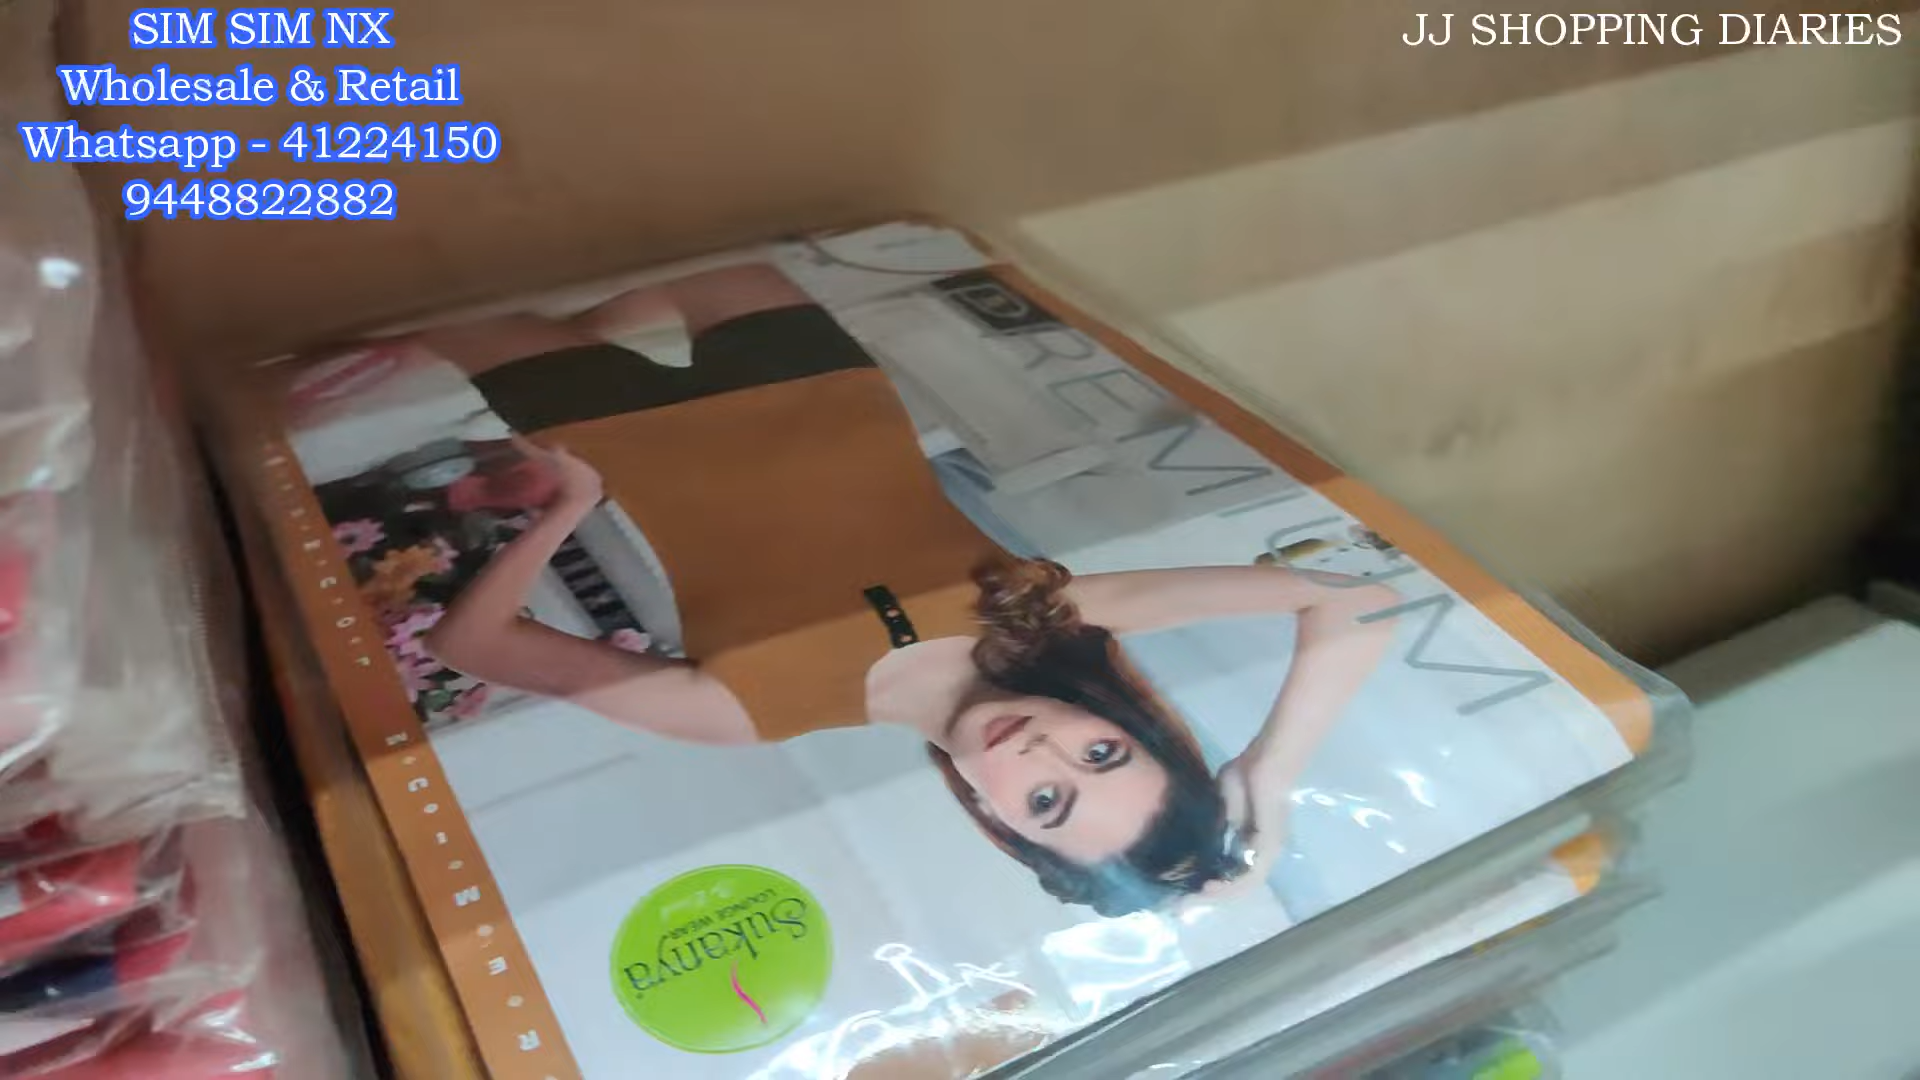 SIM SIM NX
Wholesale & Retail
Whatsapp - 41224150
9448822882
JJ SHOPPING DIARIES
PREMIUM
Sukanya
LOUNGE WEAR